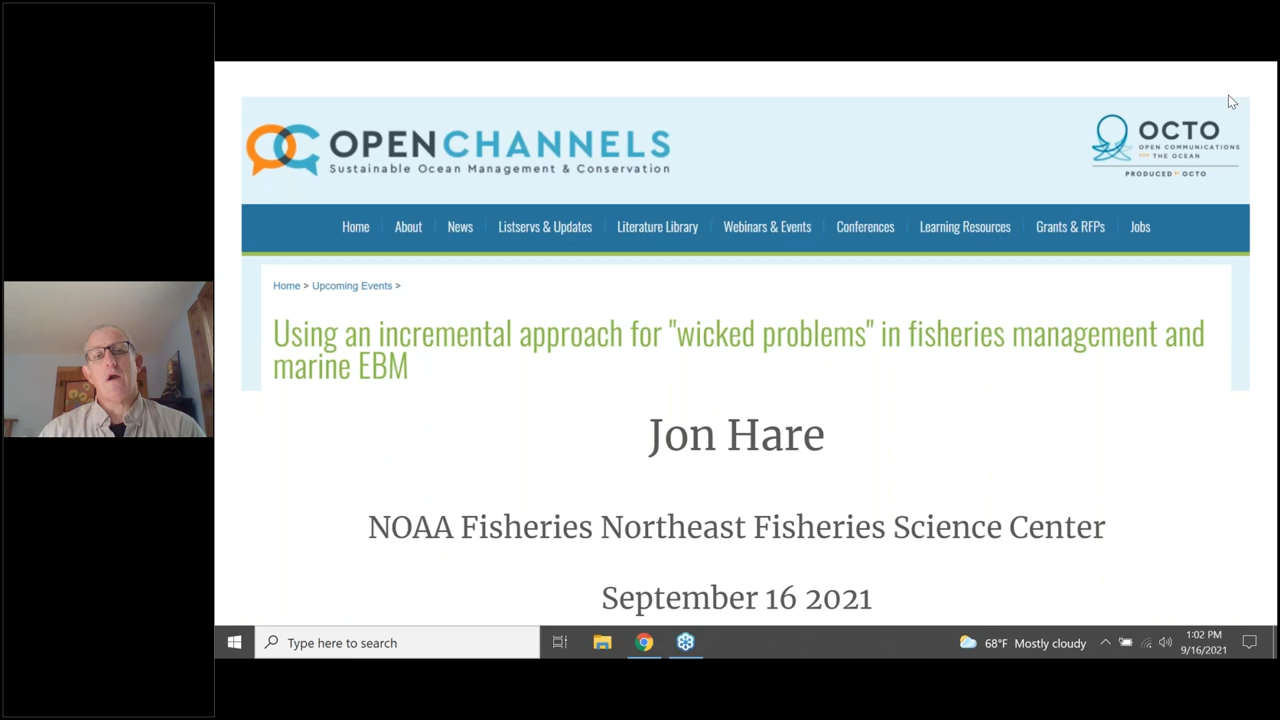 OPENCHANNELS
Sustainable Ocean Management & Conservation
OCTO
OPEN COMMUNICATIONS
FOR THE OCEAN
PRODUCED BY OCTO
Home About News Listservs & Updates Literature Library Webinars & Events Conferences Learning Resources Grants & RFPs Jobs
Home > Upcoming Events >
Using an incremental approach for "wicked problems" in fisheries management and
marine EBM
Jon Hare
NOAA Fisheries Northeast Fisheries Science Center
September 16 2021
Type here to search
68°F Mostly cloudy
1:02 PM
9/16/2021